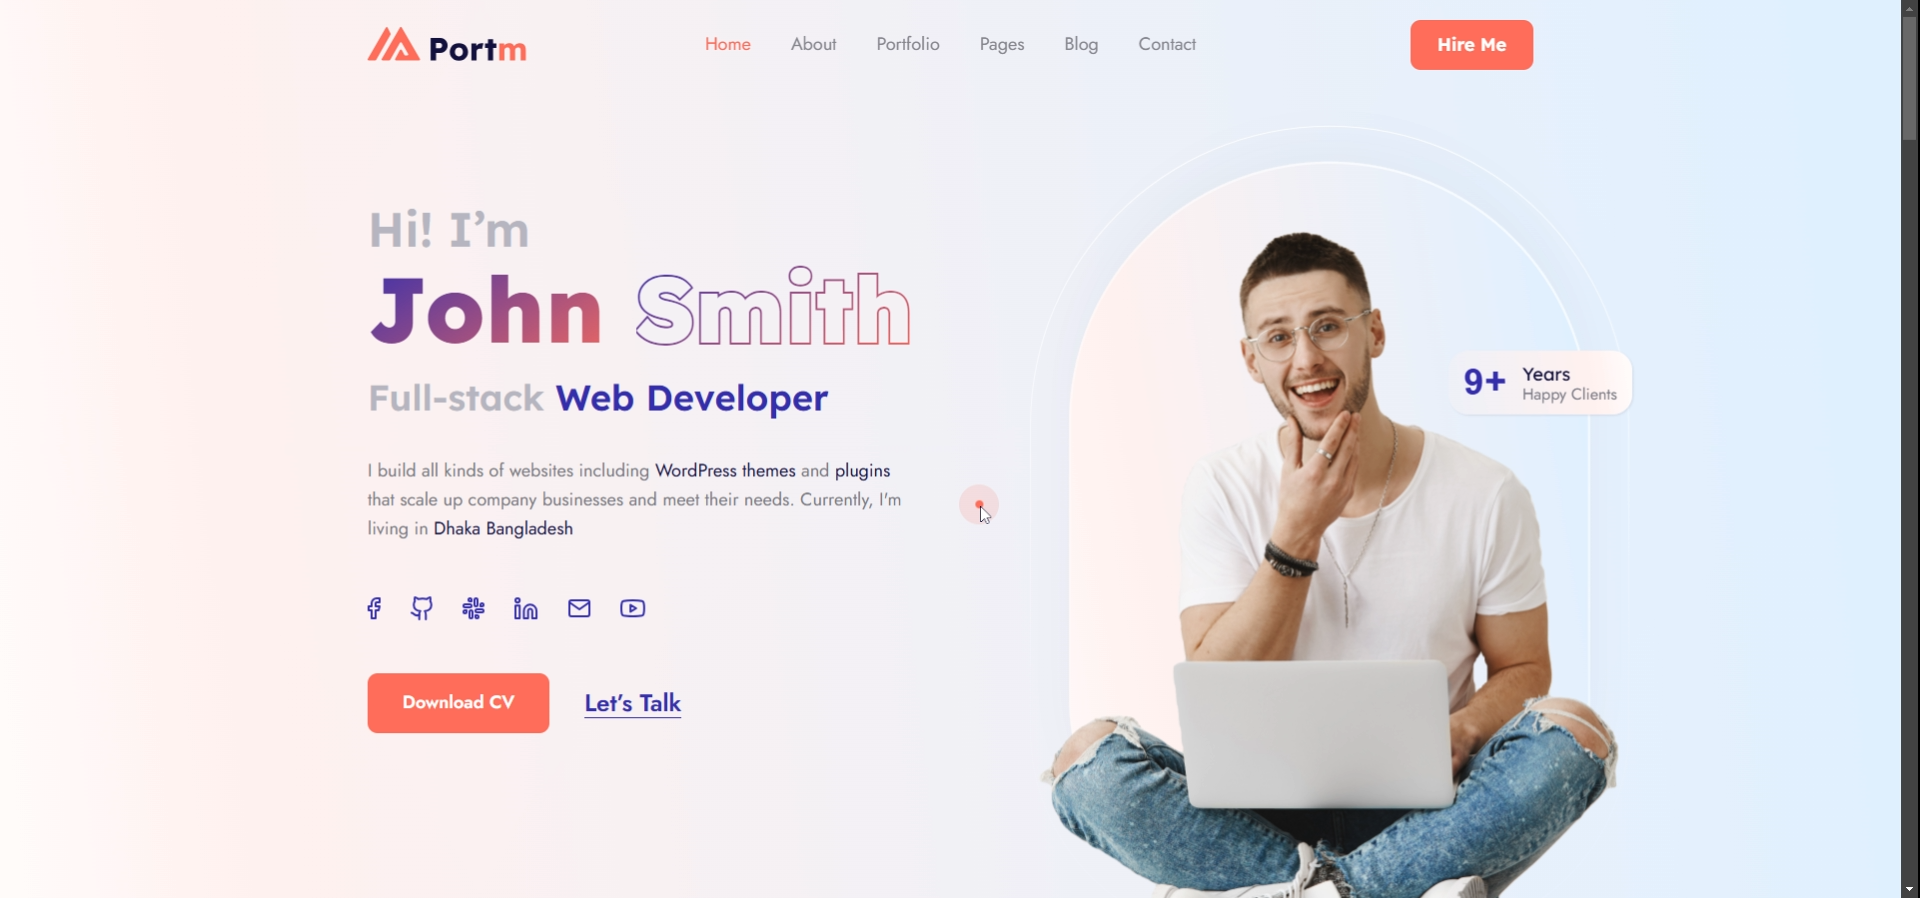 Portm
Home About Portfolio Pages Blog Contact
Hire Me
Hi! I’m
John Smith
Full-stack Web Developer
I build all kinds of websites including WordPress themes and plugins
that scale up company businesses and meet their needs. Currently, I'm
living in Dhaka Bangladesh
Download CV
Let’s Talk
9+
Years
Happy Clients